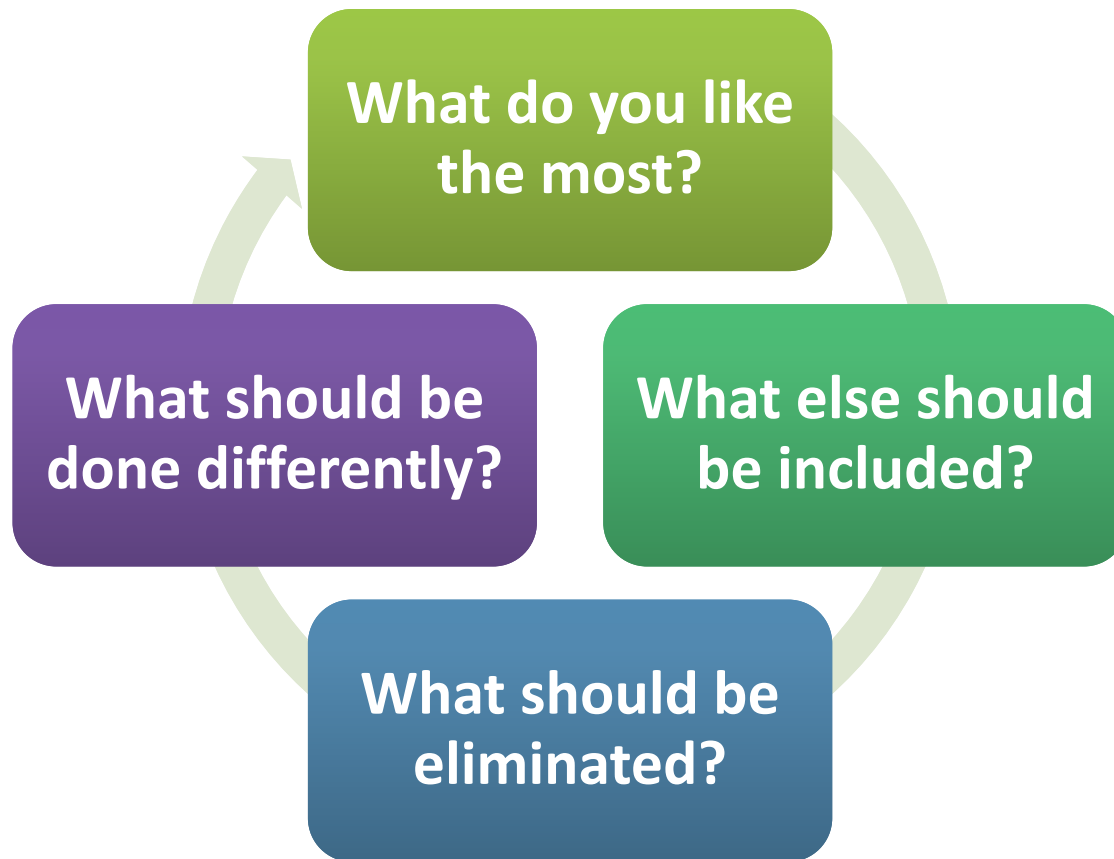 What do you like
the most?
What else should
be included?
What should be
eliminated?
What should be
done differently?